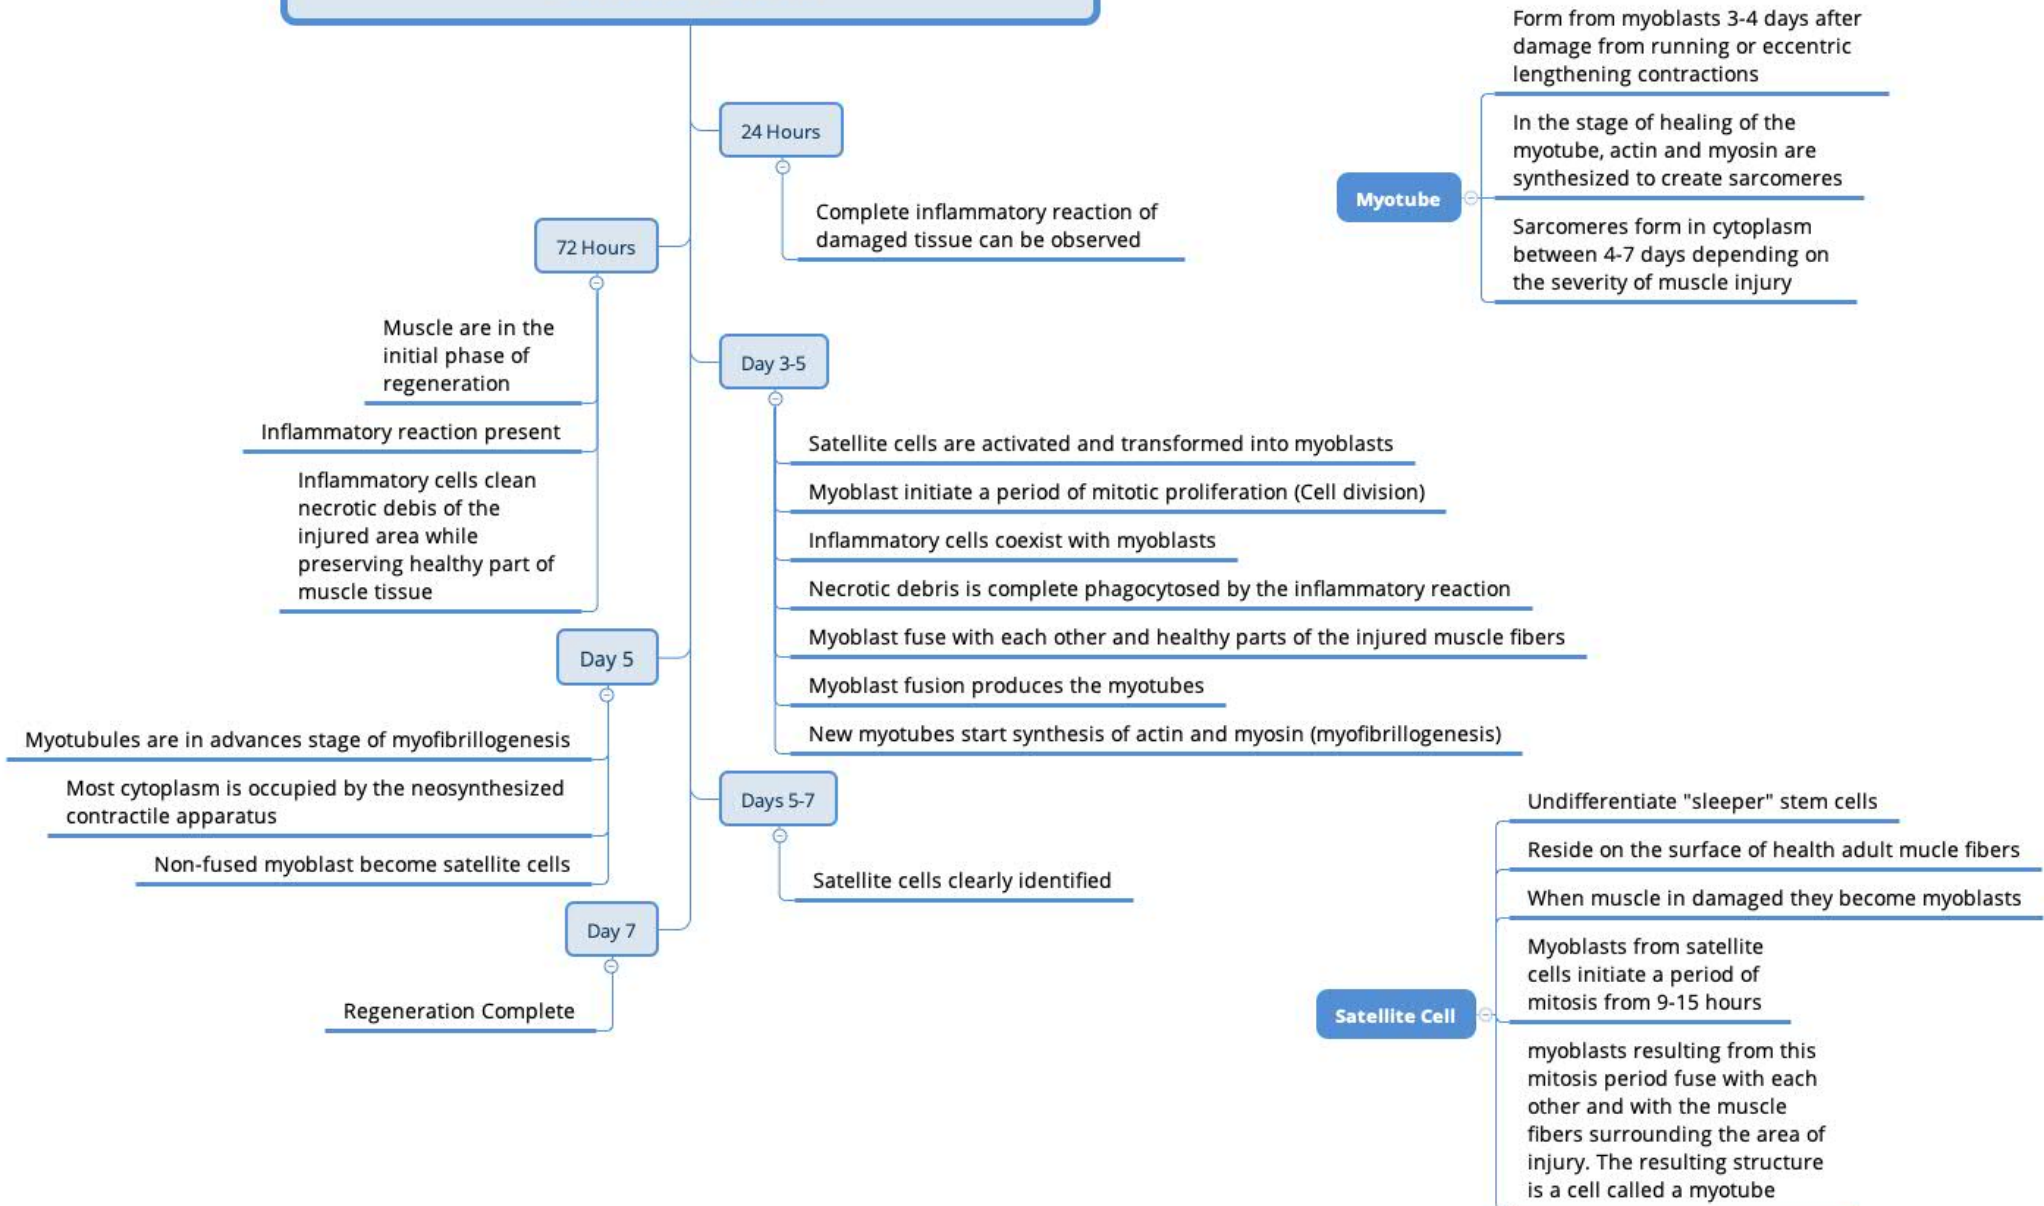 24 Hours
Complete inflammatory reaction of
damaged tissue can be observed
72 Hours
Muscle are in the
initial phase of
regeneration
Inflammatory reaction present
Inflammatory cells clean
necrotic debis of the
injured area while
preserving healthy part of
muscle tissue
Day 3-5
Satellite cells are activated and transformed into myoblasts
Myoblast initiate a period of mitotic proliferation (Cell division)
Inflammatory cells coexist with myoblasts
Necrotic debris is complete phagocytosed by the inflammatory reaction
Myoblast fuse with each other and healthy parts of the injured muscle fibers
Myoblast fusion produces the myotubes
New myotubes start synthesis of actin and myosin (myofibrillogenesis)
Day 5
Myotubules are in advances stage of myofibrillogenesis
Most cytoplasm is occupied by the neosynthesized
contractile apparatus
Non-fused myoblast become satellite cells
Days 5-7
Satellite cells clearly identified
Day 7
Regeneration Complete
Myotube
Form from myoblasts 3-4 days after
damage from running or eccentric
lengthening contractions
In the stage of healing of the
myotube, actin and myosin are
synthesized to create sarcomeres
Sarcomeres form in cytoplasm
between 4-7 days depending on
the severity of muscle injury
Satellite Cell
Undifferentiate "sleeper" stem cells
Reside on the surface of health adult mucle fibers
When muscle in damaged they become myoblasts
Myoblasts from satellite
cells initiate a period of
mitosis from 9-15 hours
myoblasts resulting from this
mitosis period fuse with each
other and with the muscle
fibers surrounding the area of
injury. The resulting structure
is a cell called a myotube